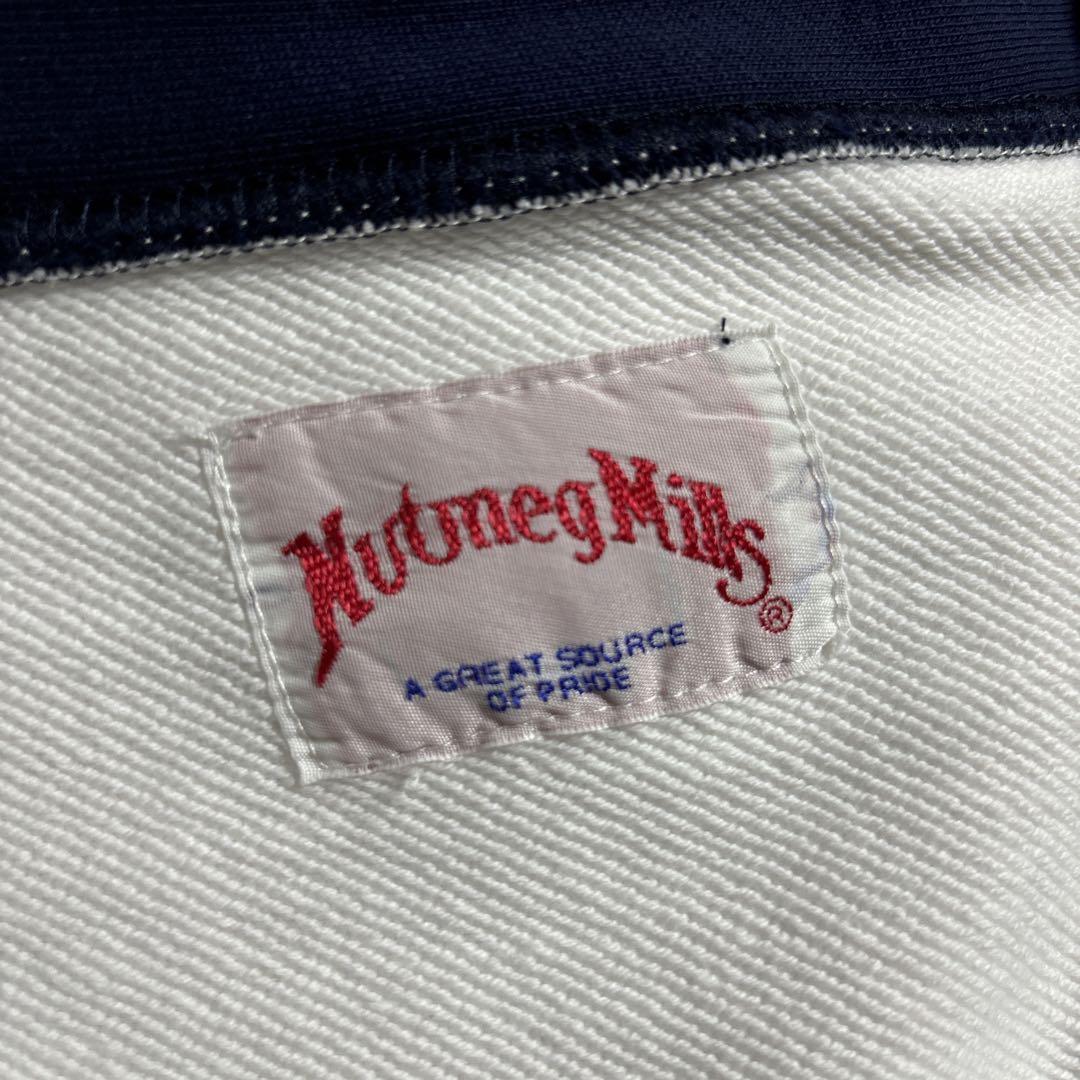 Nutmeg Mills®
A GREAT SOURCE
OF PRIDE